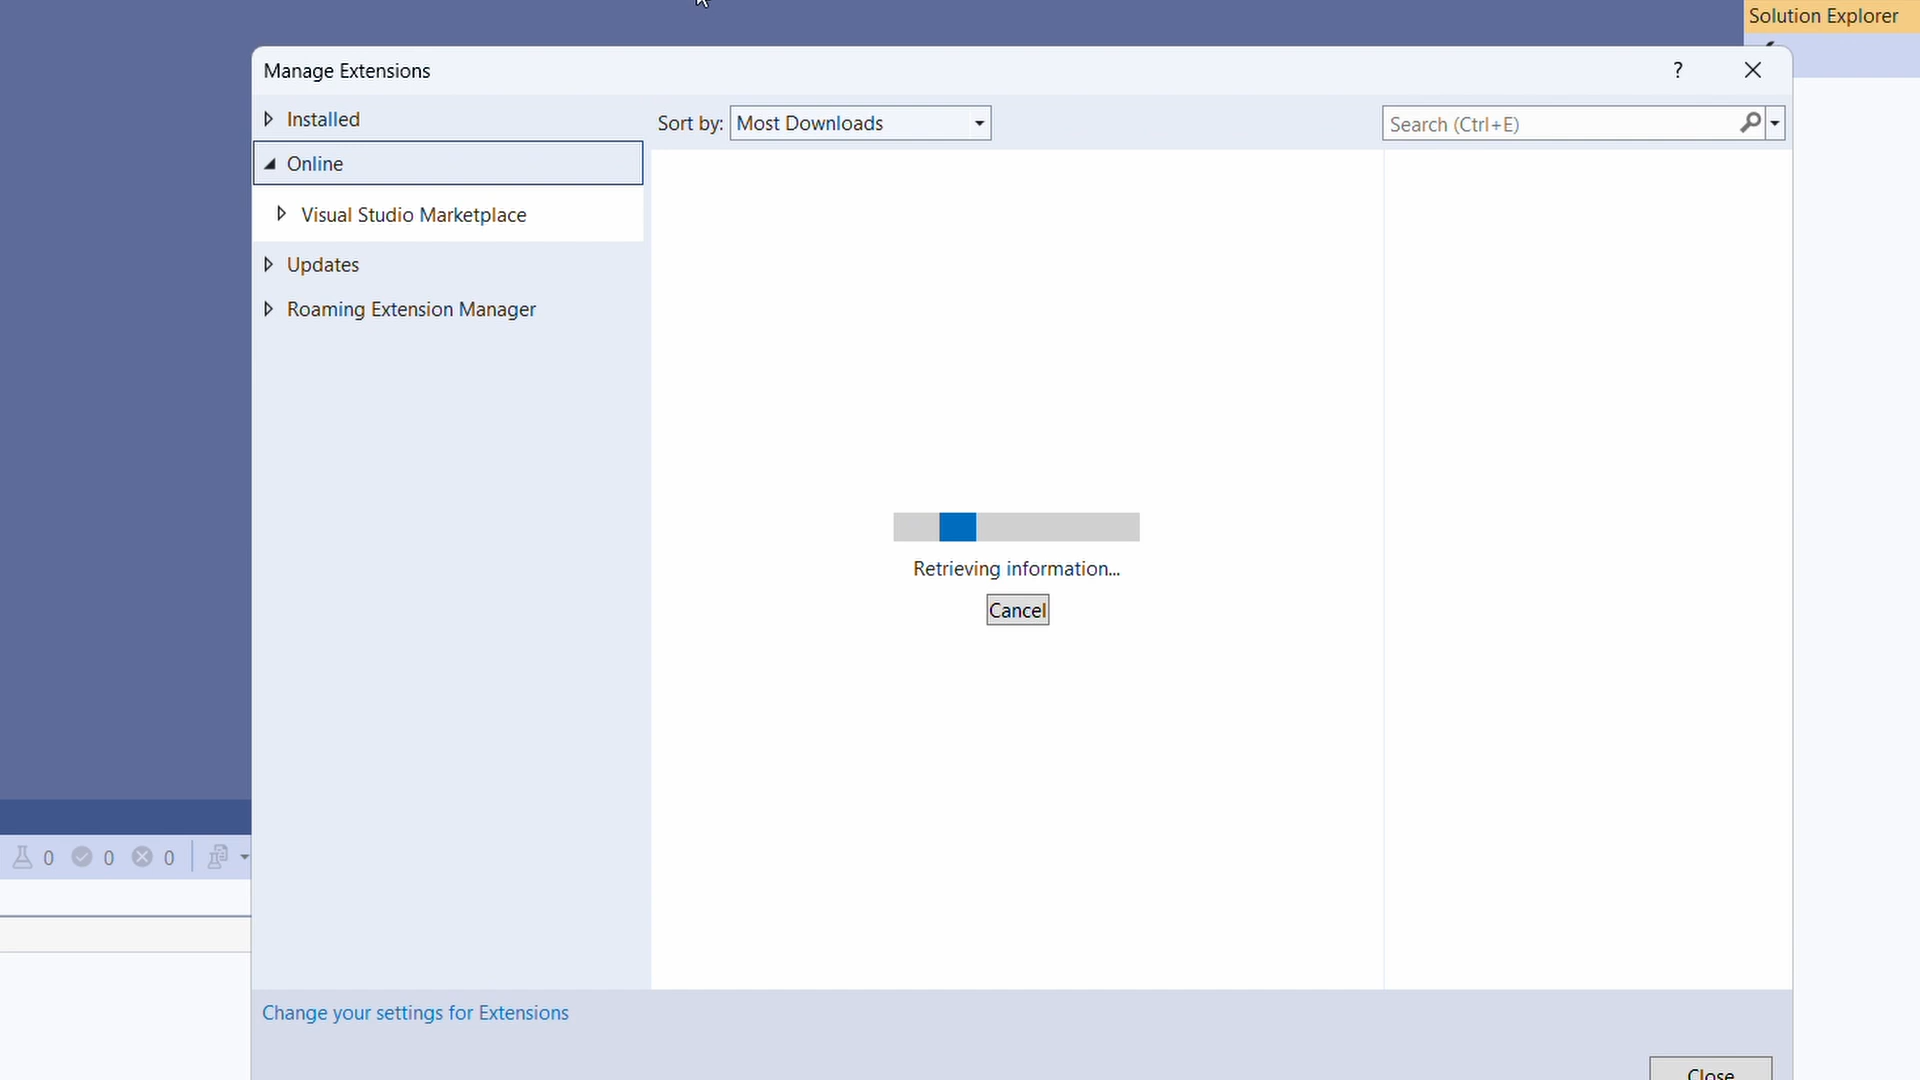 Solution Explorer
Manage Extensions
?
Installed
Sort by: Most Downloads
Search (Ctrl+E)
Online
Visual Studio Marketplace
Updates
Roaming Extension Manager
Retrieving information...
Cancel
0 0 0
Change your settings for Extensions
Close